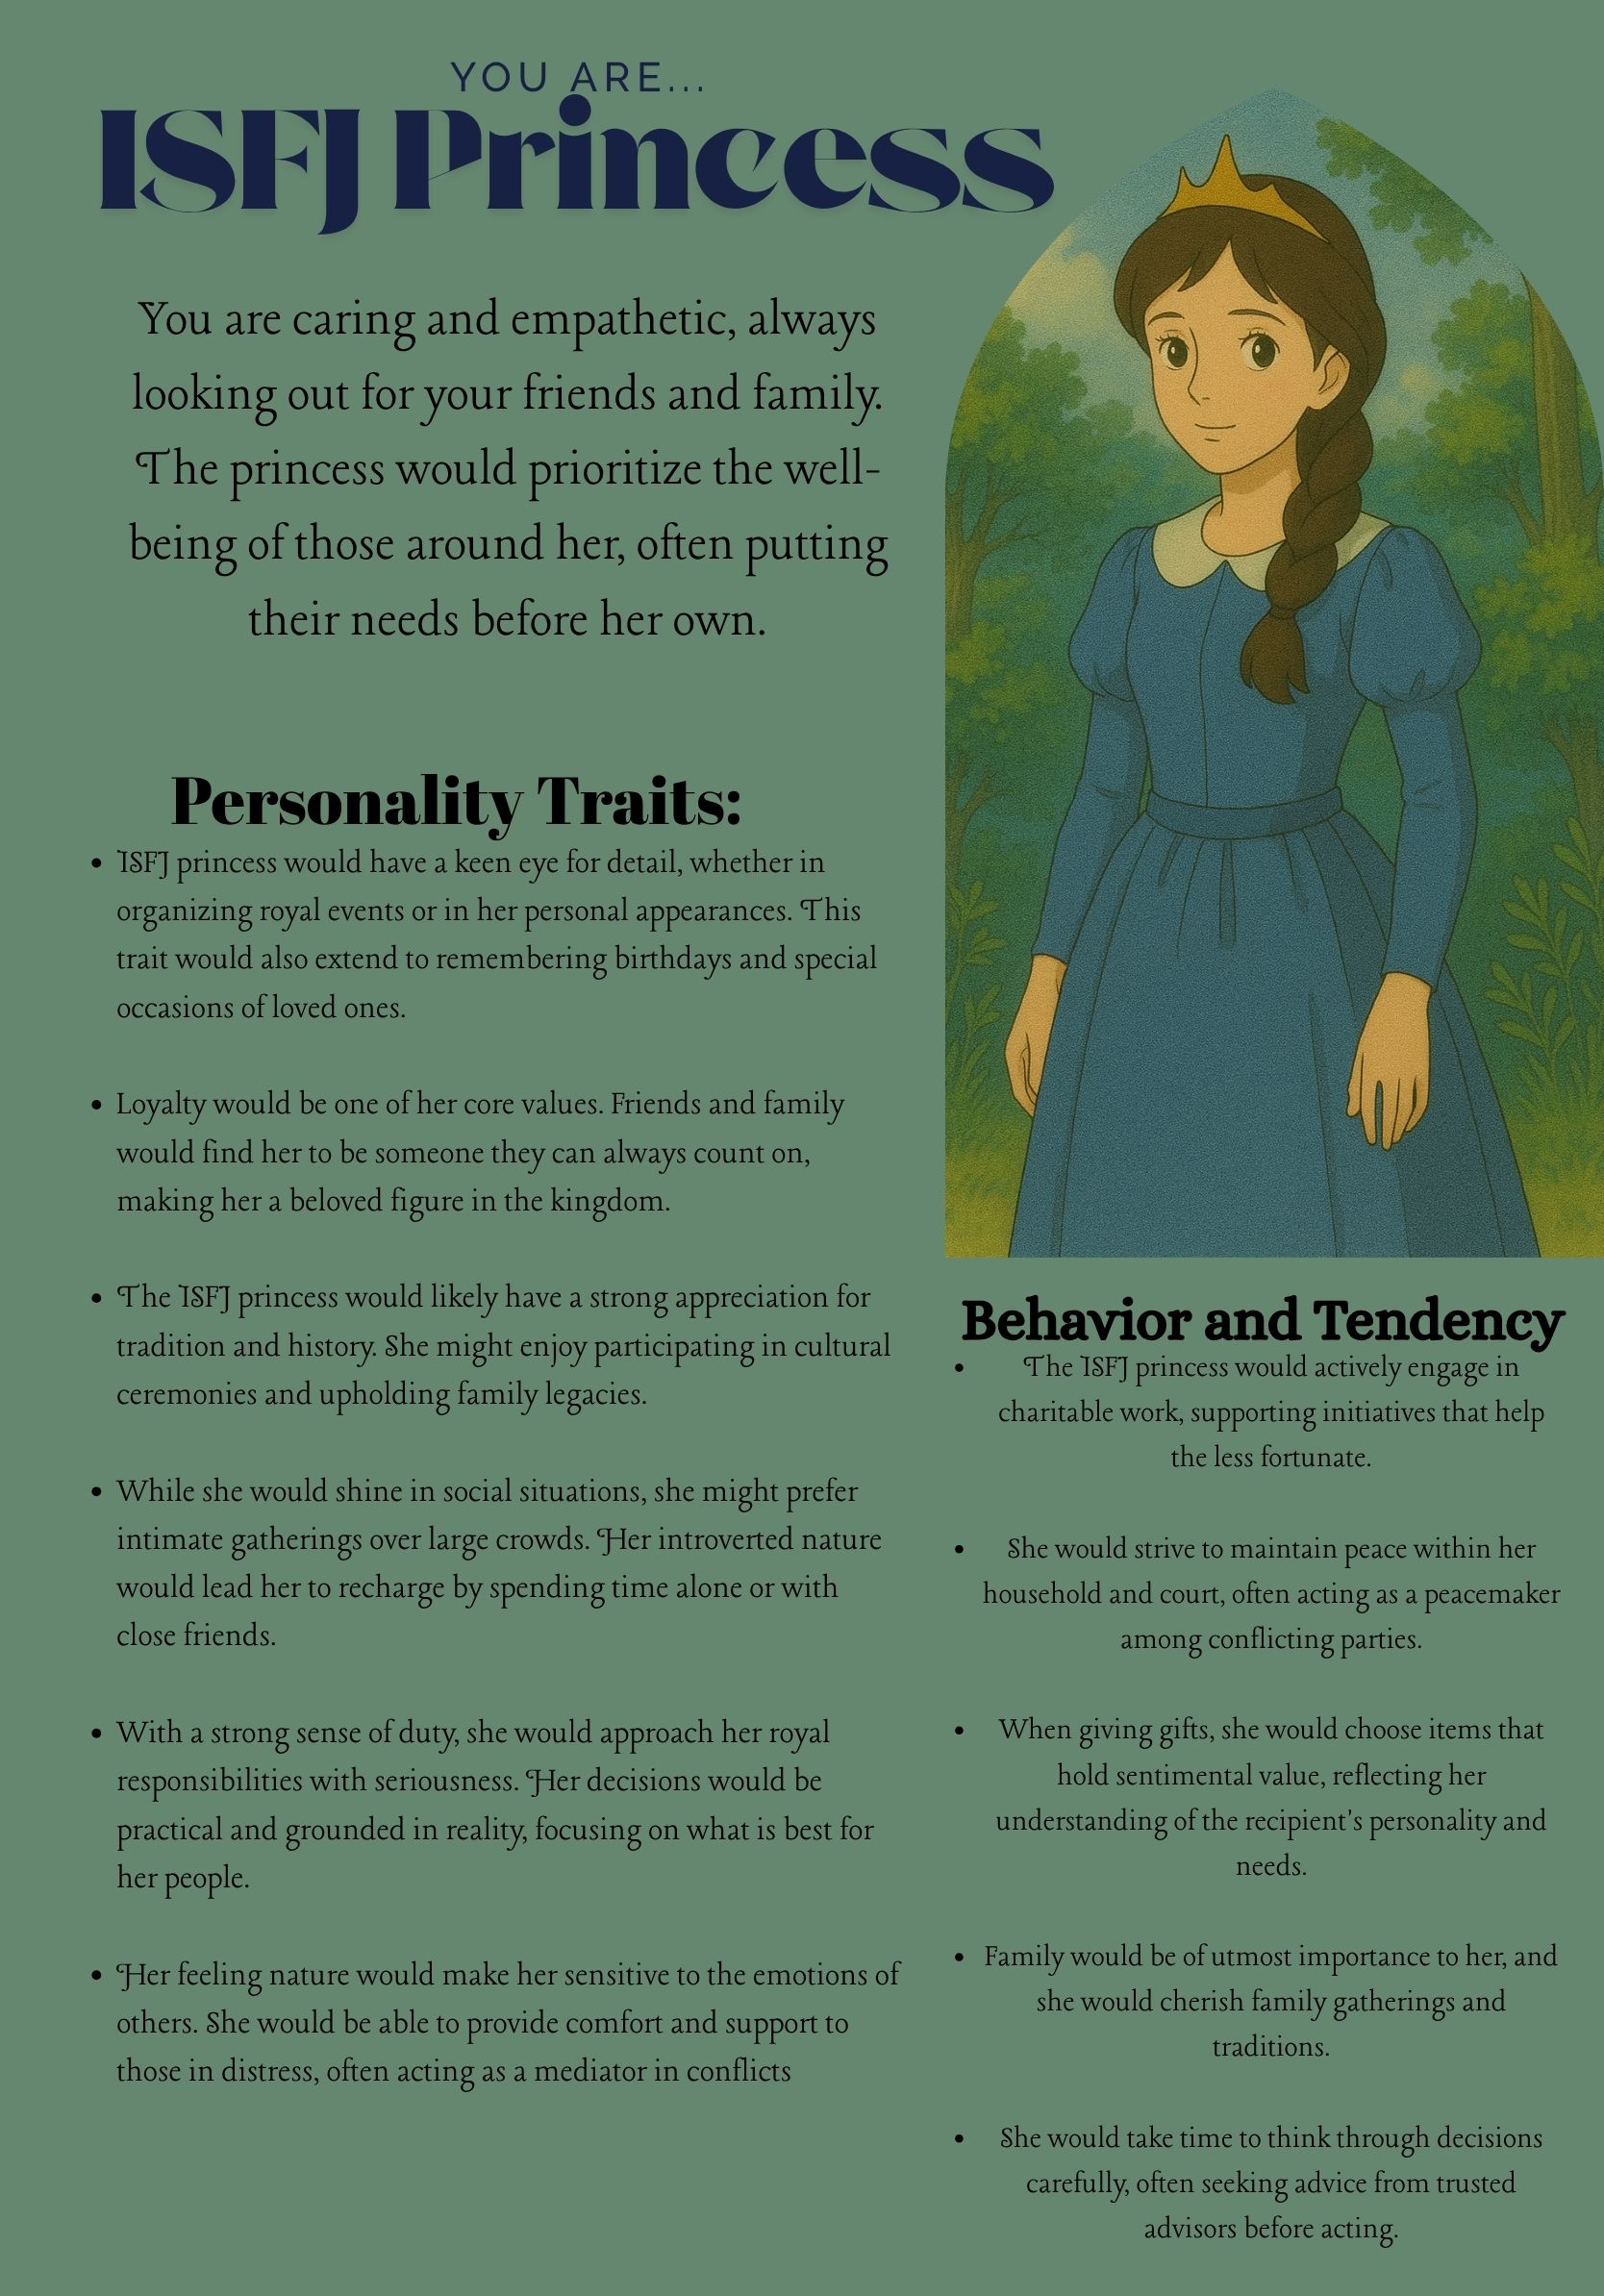 YOU ARE...
ISFJ Princess
You are caring and empathetic, always
looking out for your friends and family.
The princess would prioritize the well-
being of those around her, often putting
their needs before her own.
Personality Traits:
• ISFJ princess would have a keen eye for detail, whether in
organizing royal events or in her personal appearances. This
trait would also extend to remembering birthdays and special
occasions of loved ones.
• Loyalty would be one of her core values. Friends and family
would find her to be someone they can always count on,
making her a beloved figure in the kingdom.
• The ISFJ princess would likely have a strong appreciation for
tradition and history. She might enjoy participating in cultural
ceremonies and upholding family legacies.
• While she would shine in social situations, she might prefer
intimate gatherings over large crowds. Her introverted nature
would lead her to recharge by spending time alone or with
close friends.
• With a strong sense of duty, she would approach her royal
responsibilities with seriousness. Her decisions would be
practical and grounded in reality, focusing on what is best for
her people.
• Her feeling nature would make her sensitive to the emotions of
others. She would be able to provide comfort and support to
those in distress, often acting as a mediator in conflicts
Behavior and Tendency
• The ISFJ princess would actively engage in
charitable work, supporting initiatives that help
the less fortunate.
• She would strive to maintain peace within her
household and court, often acting as a peacemaker
among conflicting parties.
• When giving gifts, she would choose items that
hold sentimental value, reflecting her
understanding of the recipient's personality and
needs.
• Family would be of utmost importance to her, and
she would cherish family gatherings and
traditions.
• She would take time to think through decisions
carefully, often seeking advice from trusted
advisors before acting.